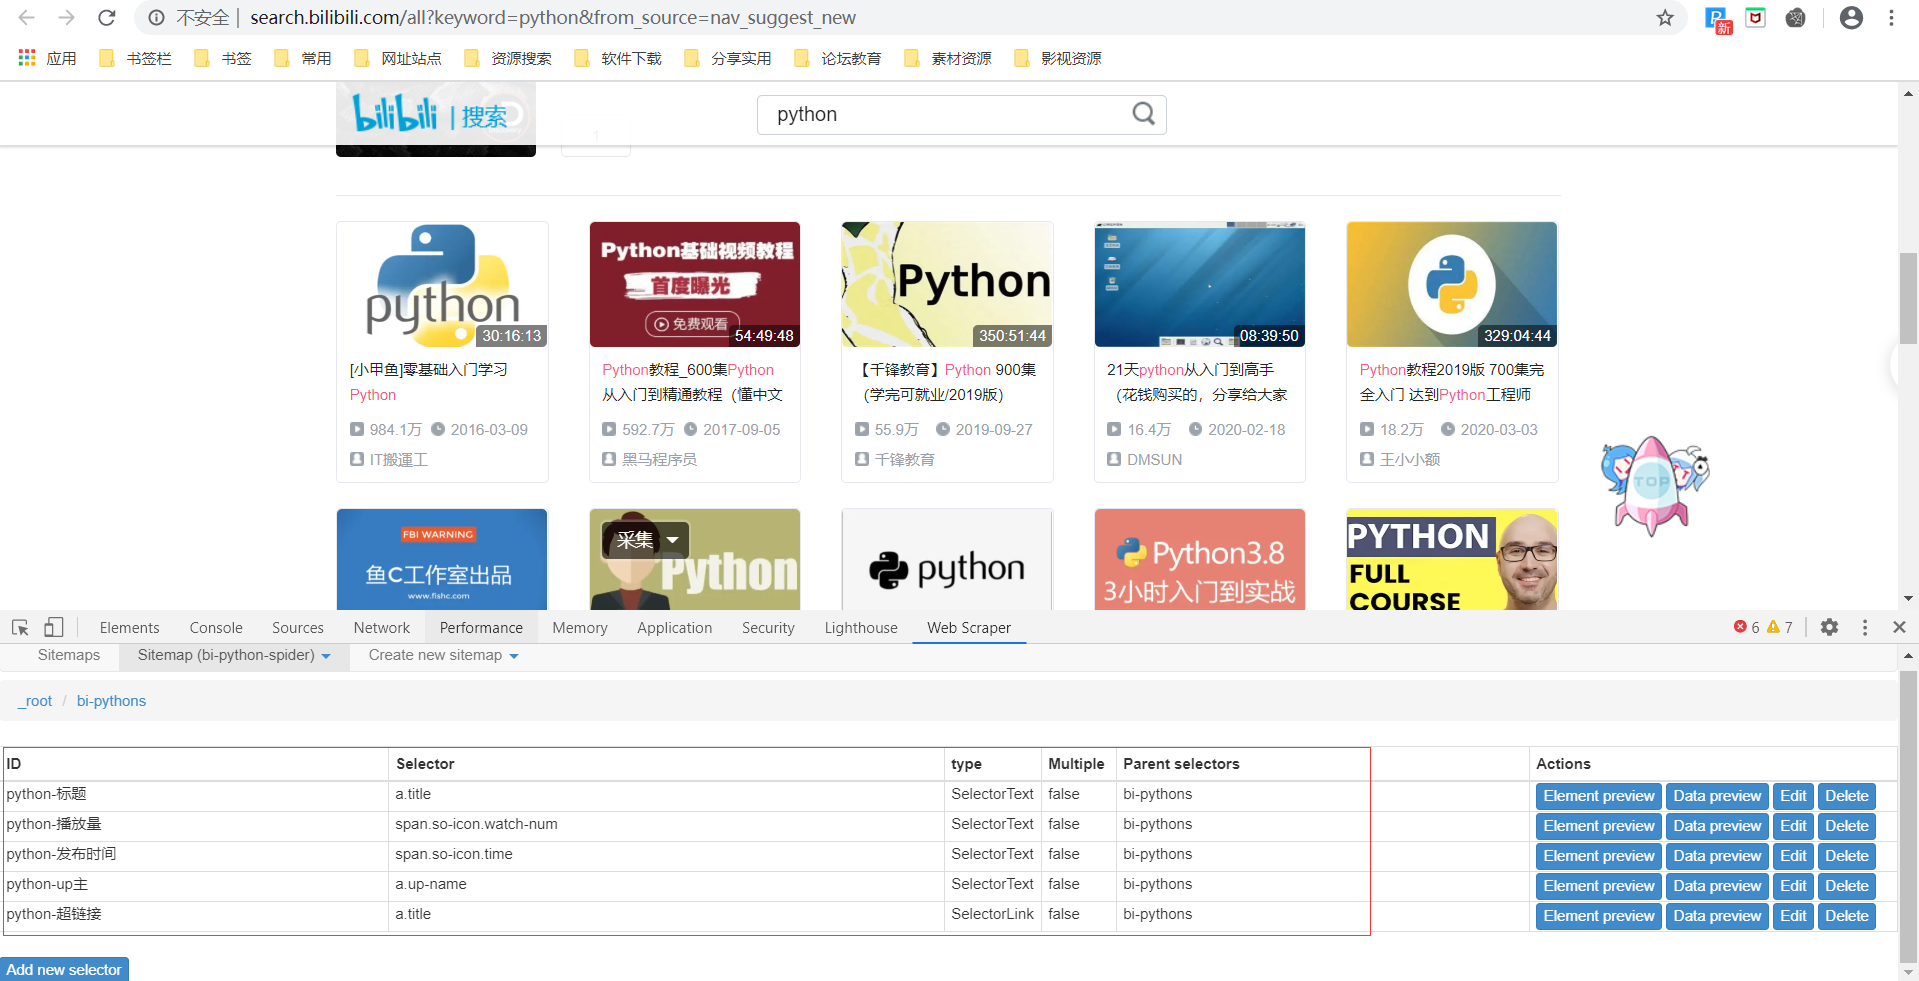 不安全 | search.bilibili.com/all?keyword=python&from_source=nav_suggest_new
新
应用 书签栏 书签 常用 网址站点 资源搜索 软件下载 分享实用 论坛教育 素材资源 影视资源
bilibili | 搜索
python
python
30:16:13
Python基础视频教程
首度曝光
免费观看
54:49:48
Python
350:51:44
08:39:50
329:04:44
[小甲鱼]零基础入门学习
Python
984.1万 2016-03-09
IT搬運工
Python教程_600集Python
从入门到精通教程（懂中文
592.7万 2017-09-05
黑马程序员
【千锋教育】Python 900集
（学完可就业/2019版）
55.9万 2019-09-27
千锋教育
21天python从入门到高手
（花钱购买的，分享给大家
16.4万 2020-02-18
DMSUN
Python教程2019版 700集完
全入门 达到Python工程师
18.2万 2020-03-03
王小小额
TOP
FBI WARNING
鱼C工作室出品
www.fishc.com
采集
Python
python
Python3.8
3小时入门到实战
PYTHON
FULL
COURSE
Elements Console Sources Network Performance Memory Application Security Lighthouse Web Scraper 6 7
Sitemaps Sitemap (bi-python-spider) Create new sitemap
_root / bi-pythons
ID Selector type Multiple Parent selectors Actions
python-标题 a.title SelectorText false bi-pythons Element preview Data preview Edit Delete
python-播放量 span.so-icon.watch-num SelectorText false bi-pythons Element preview Data preview Edit Delete
python-发布时间 span.so-icon.time SelectorText false bi-pythons Element preview Data preview Edit Delete
python-up主 a.up-name SelectorText false bi-pythons Element preview Data preview Edit Delete
python-超链接 a.title SelectorLink false bi-pythons Element preview Data preview Edit Delete
Add new selector